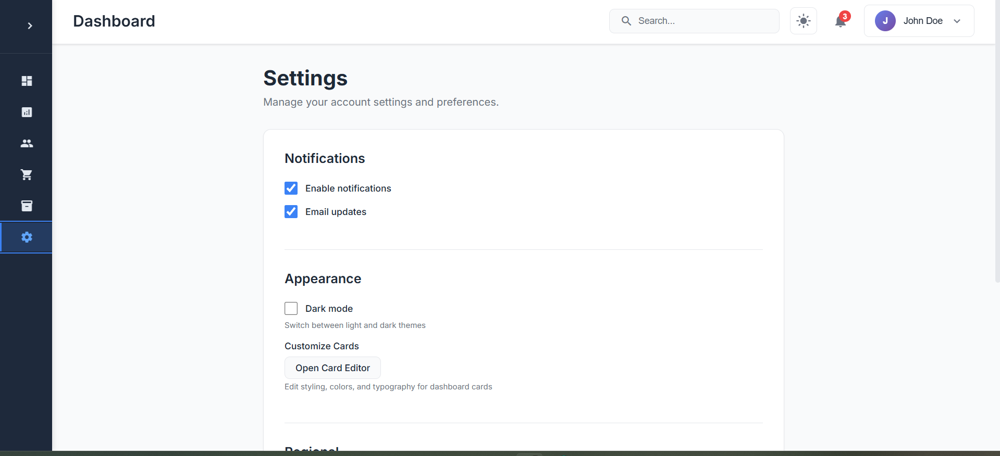 Dashboard
Search...
3
J
John Doe
Settings
Manage your account settings and preferences.
Notifications
Enable notifications
Email updates
Appearance
Dark mode
Switch between light and dark themes
Customize Cards
Open Card Editor
Edit styling, colors, and typography for dashboard cards
Regional